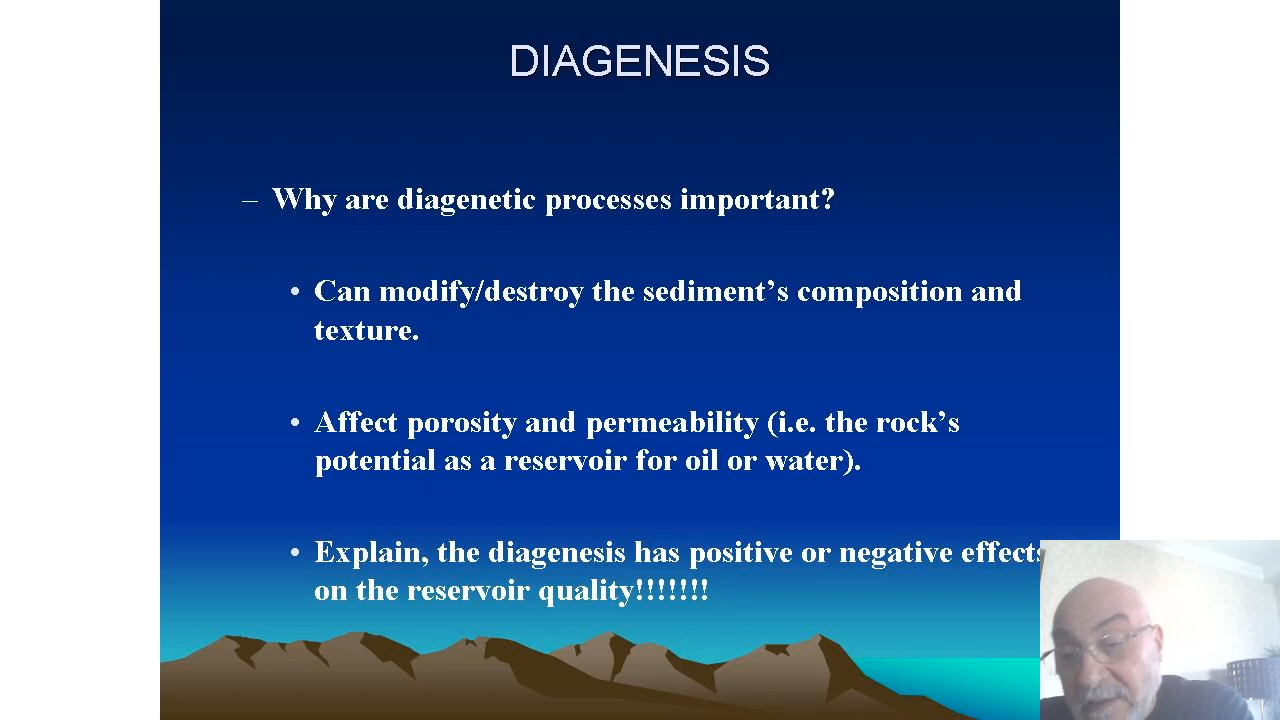 DIAGENESIS
– Why are diagenetic processes important?
• Can modify/destroy the sediment’s composition and
texture.
• Affect porosity and permeability (i.e. the rock’s
potential as a reservoir for oil or water).
• Explain, the diagenesis has positive or negative effects
on the reservoir quality!!!!!!!